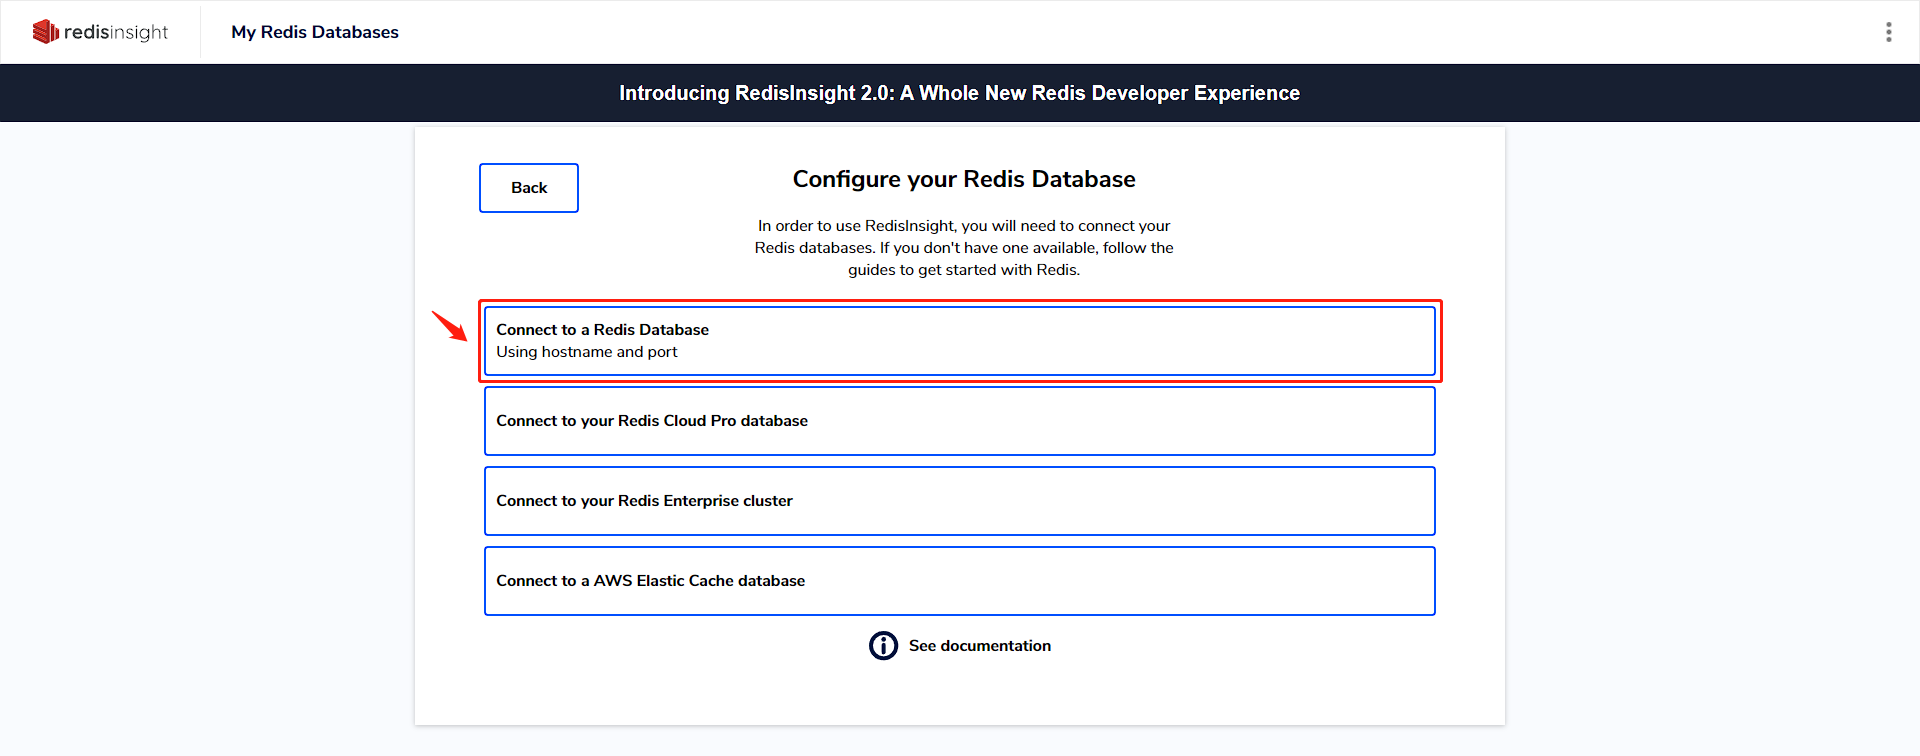 redisinsight
My Redis Databases
Introducing RedisInsight 2.0: A Whole New Redis Developer Experience
Back
Configure your Redis Database
In order to use RedisInsight, you will need to connect your
Redis databases. If you don't have one available, follow the
guides to get started with Redis.
Connect to a Redis Database
Using hostname and port
Connect to your Redis Cloud Pro database
Connect to your Redis Enterprise cluster
Connect to a AWS Elastic Cache database
See documentation